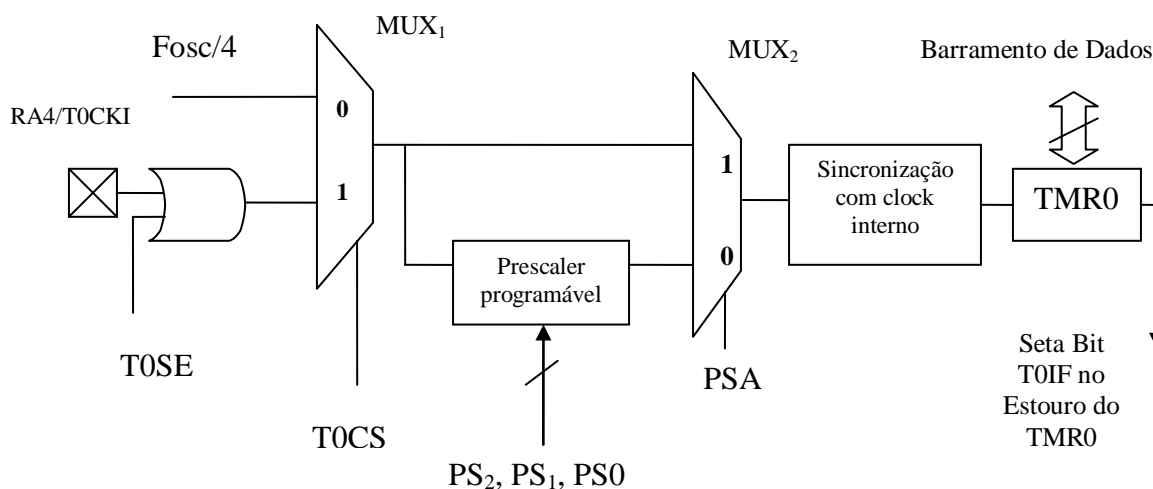 MUX₁
Fosc/4
MUX₂
Barramento de Dados
RA4/T0CKI
0
1
1
0
Sincronização
com clock
interno
TMR0
Prescaler
programável
T0SE
T0CS
PS₂, PS₁, PS0
PSA
Seta Bit
T0IF no
Estouro do
TMR0